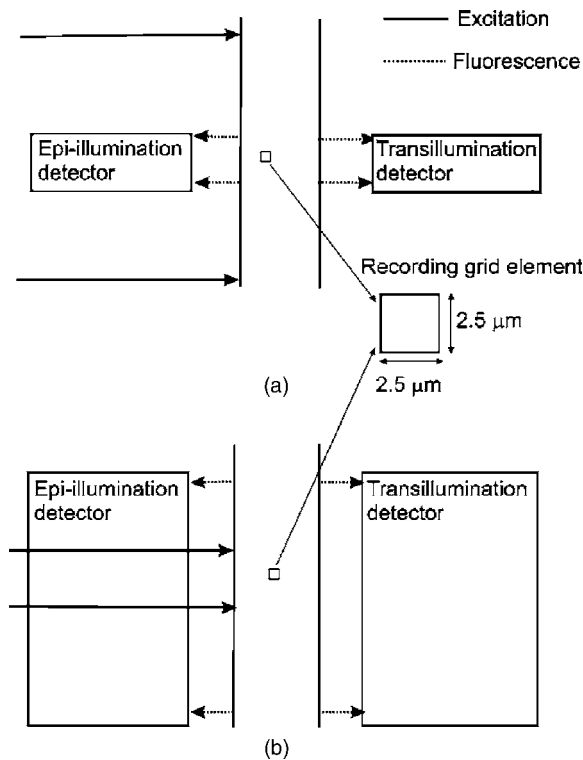 Excitation
Fluorescence
Epi-illumination
detector
Transillumination
detector
Recording grid element
2.5 μm
2.5 μm
(a)
Epi-illumination
detector
Transillumination
detector
(b)